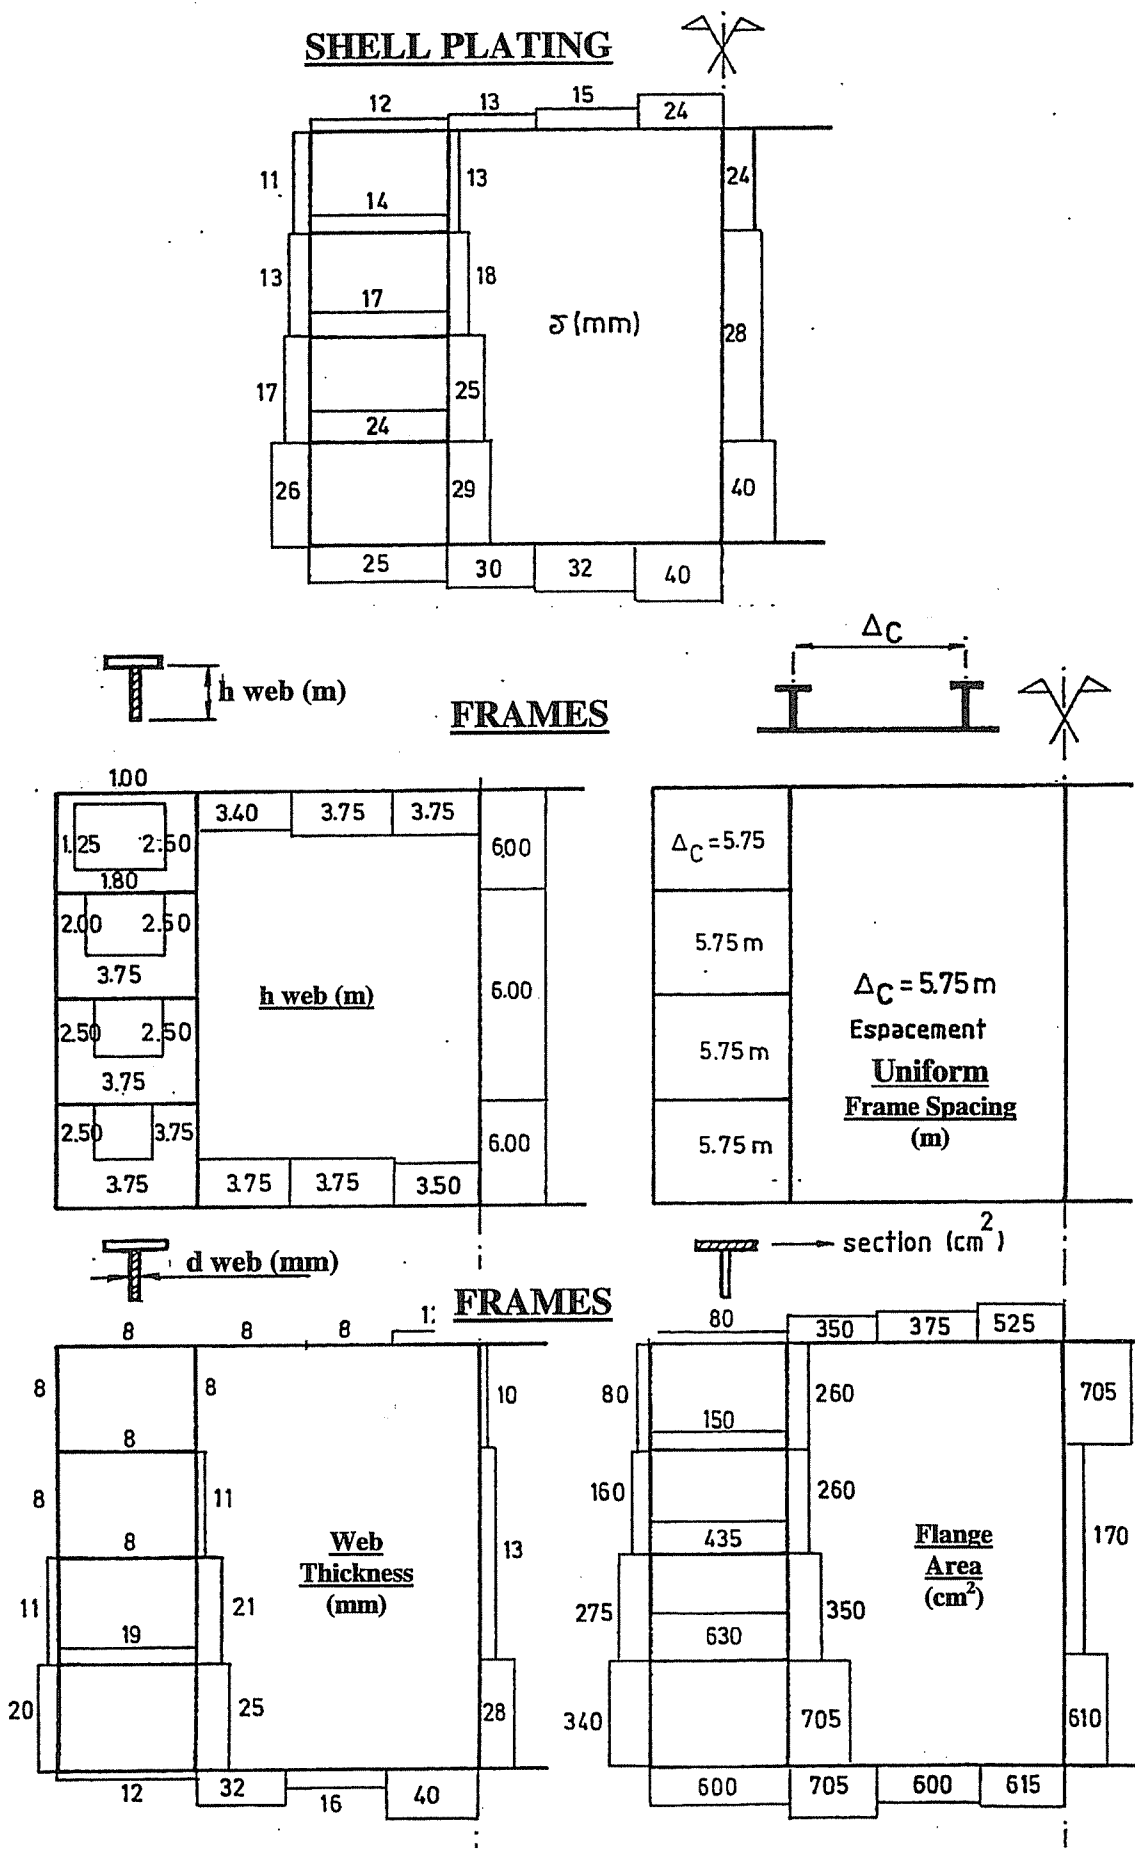 SHELL PLATING
12 13 15 24
11 13 24
14
13 18
17
δ (mm)
28
17 25
24
26 29 40
25 30 32 40
Δc
h web (m)
FRAMES
1.00
3.40 3.75 3.75
1.25 2.50 6.00
1.80
2.00 2.50
3.75
h web (m)
6.00
2.50 2.50
3.75
2.50 3.75 6.00
3.75 3.75 3.75 3.50
Δc = 5.75
5.75 m
Δc = 5.75 m
Espacement
5.75 m
Uniform
Frame Spacing
(m)
5.75 m
d web (mm)
section (cm²)
FRAMES
8 8 8
8 8 10
8
8 11
8
Web
Thickness
(mm)
13
11 21
19
20 25 28
12 32 16 40
80 350 375 525
80 260 705
150
160 260
435
Flange
Area
(cm²)
170
275 350
630
340 705 610
600 705 600 615